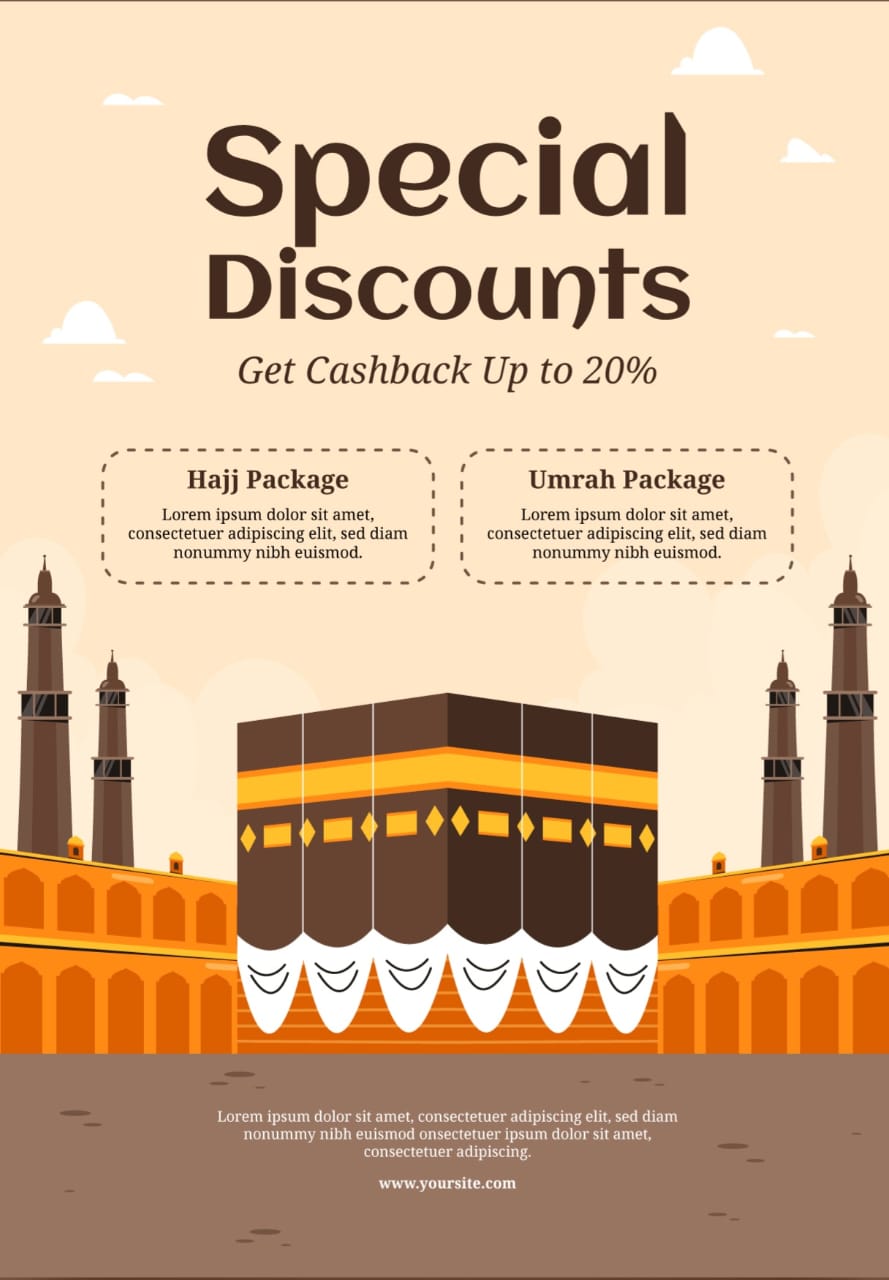 Special
Discounts
Get Cashback Up to 20%
Hajj Package
Lorem ipsum dolor sit amet,
consectetuer adipiscing elit, sed diam
nonummy nibh euismod.
Umrah Package
Lorem ipsum dolor sit amet,
consectetuer adipiscing elit, sed diam
nonummy nibh euismod.
Lorem ipsum dolor sit amet, consectetuer adipiscing elit, sed diam
nonummy nibh euismod onsectetuer ipsum dolor sit amet,
consectetuer adipiscing.
www.yoursite.com